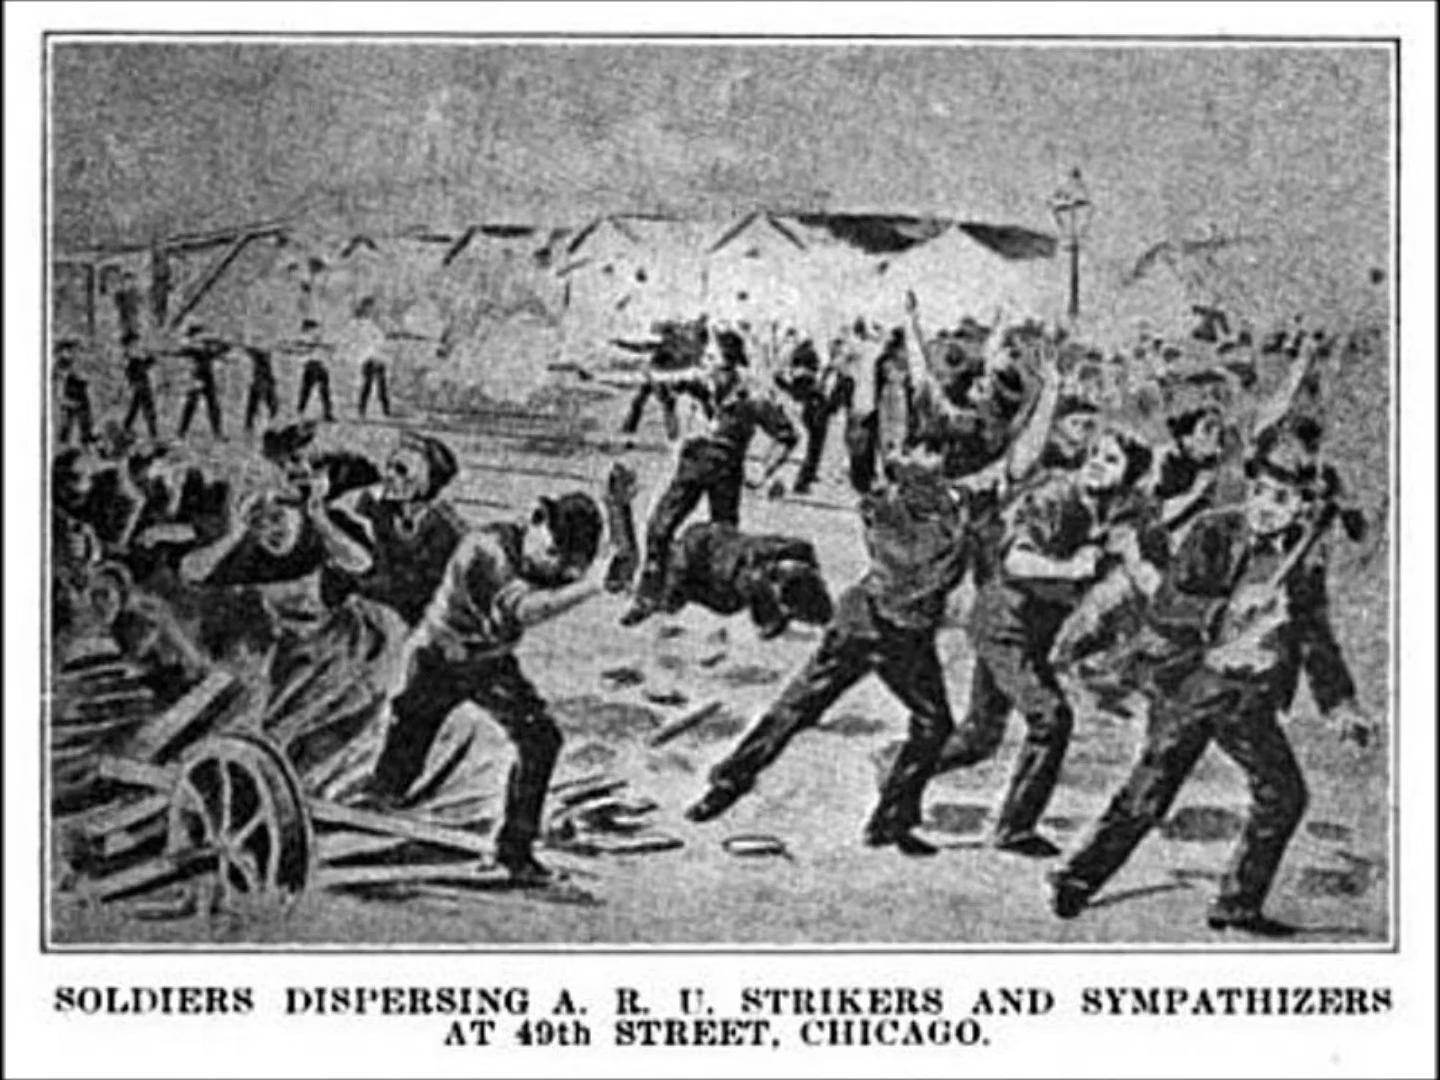 SOLDIERS DISPERSING A. R. U. STRIKERS AND SYMPATHIZERS
AT 49th STREET, CHICAGO.